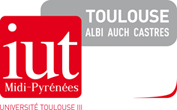 TOULOUSE
ALBI AUCH CASTRES
iut
Midi-Pyrénées
UNIVERSITÉ TOULOUSE III